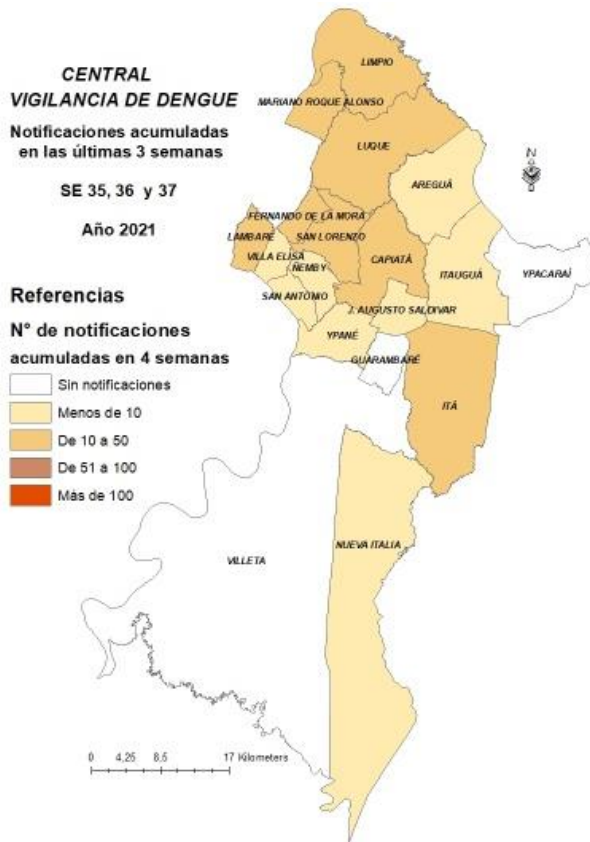 CENTRAL
VIGILANCIA DE DENGUE
Notificaciones acumuladas
en las últimas 3 semanas
SE 35, 36 y 37
Año 2021
Referencias
N° de notificaciones
acumuladas en 4 semanas
Sin notificaciones
Menos de 10
De 10 a 50
De 51 a 100
Más de 100
N
LIMPIO
MARIANO ROQUE ALONSO
LUQUE
AREGUÁ
FERNANDO DE LA MORA
LAMBARÉ
SAN LORENZO
VILLA ELISA
ÑEMBY
CAPIATÁ
ITAUGUÁ
YPACARAÍ
SAN ANTONIO
J. AUGUSTO SALDIVAR
YPANÉ
GUARAMBARÉ
ITÁ
NUEVA ITALIA
VILLETA
0 4,25 8,5 17 Kilometers